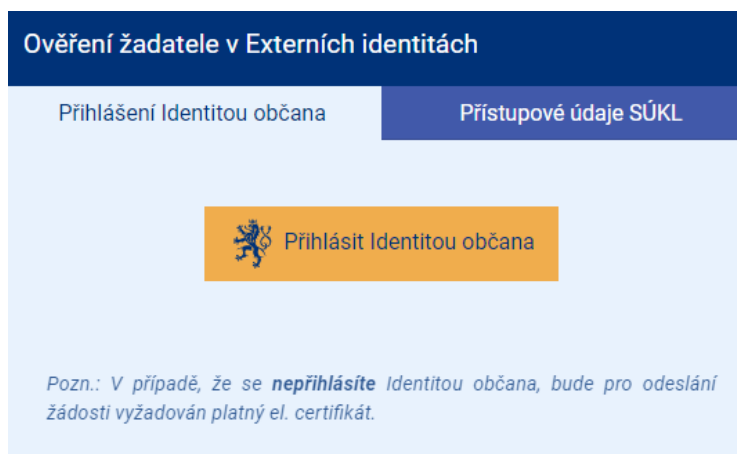 Ověření žadatele v Externích identitách
Přihlášení Identitou občana
Přístupové údaje SÚKL
Přihlásit Identitou občana
Pozn.: V případě, že se nepřihlásíte Identitou občana, bude pro odeslání
žádosti vyžadován platný el. certifikát.